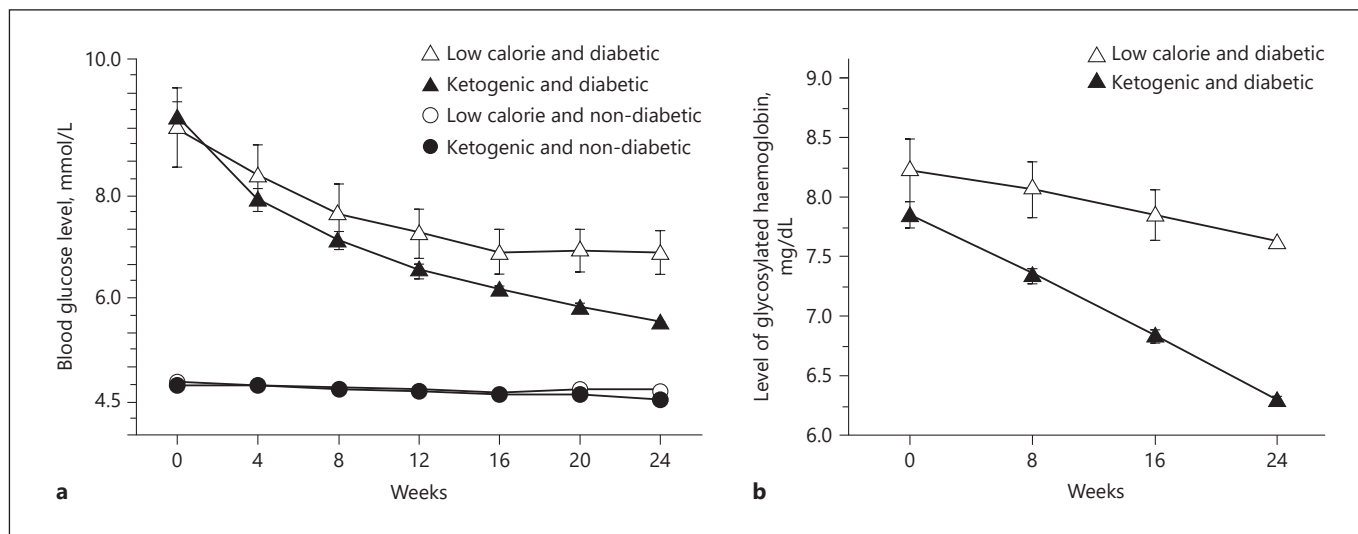 10.0
8.0
6.0
4.5
Blood glucose level, mmol/L
Low calorie and diabetic
Ketogenic and diabetic
Low calorie and non-diabetic
Ketogenic and non-diabetic
0 4 8 12 16 20 24
Weeks
a
9.0
8.5
8.0
7.5
7.0
6.5
6.0
Level of glycosylated haemoglobin,
mg/dL
Low calorie and diabetic
Ketogenic and diabetic
0 8 16 24
Weeks
b